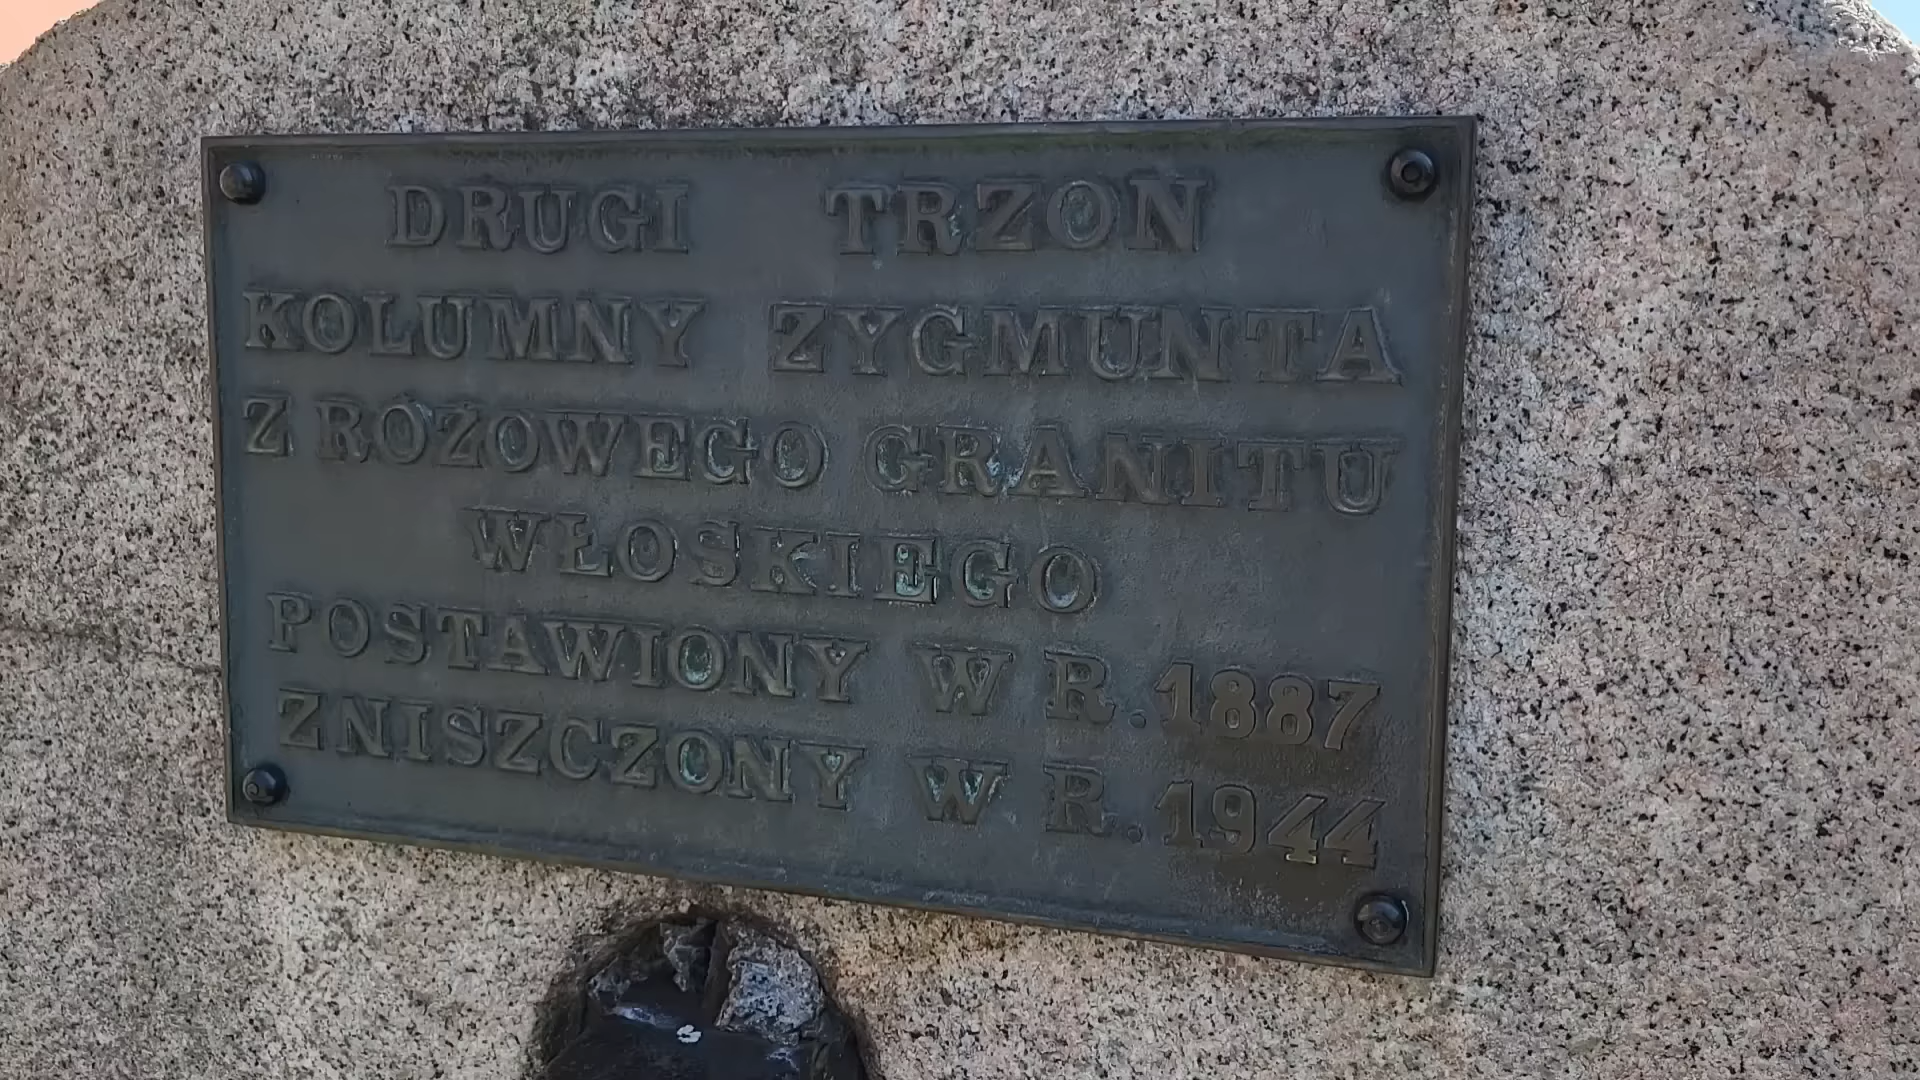 DRUGI TRZON
KOLUMNY ZYGMUNTA
Z RÓŻOWEGO GRANITU
WŁOSKIEGO
POSTAWIONY W R. 1887
ZNISZCZONY W R. 1944